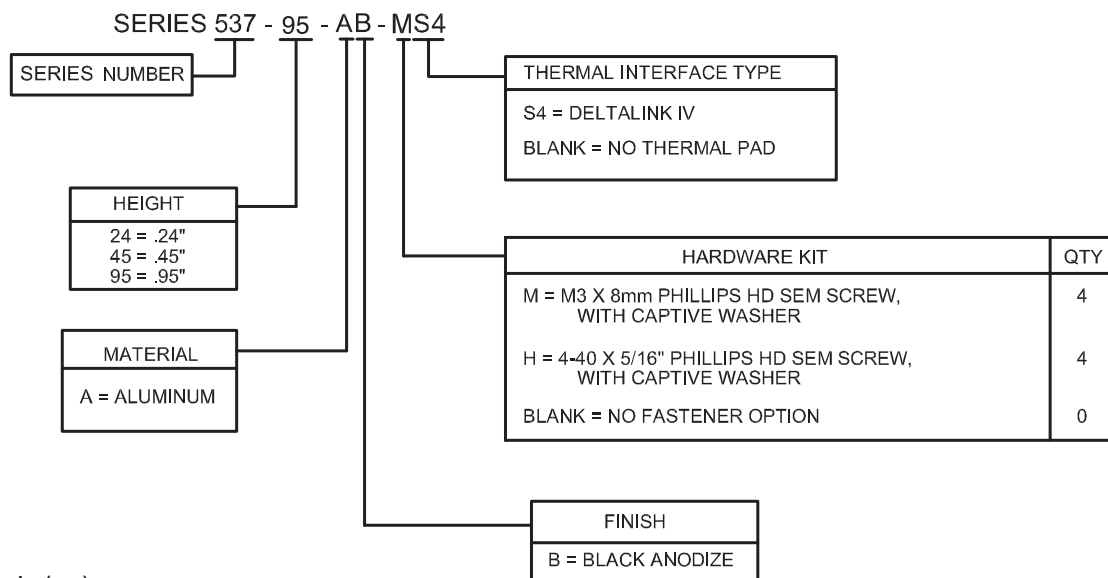 SERIES 537 - 95 - AB - MS4
SERIES NUMBER
THERMAL INTERFACE TYPE
S4 = DELTALINK IV
BLANK = NO THERMAL PAD
HEIGHT
24 = .24"
45 = .45"
95 = .95"
HARDWARE KIT QTY
M = M3 X 8mm PHILLIPS HD SEM SCREW, 4
WITH CAPTIVE WASHER
H = 4-40 X 5/16" PHILLIPS HD SEM SCREW, 4
WITH CAPTIVE WASHER
BLANK = NO FASTENER OPTION 0
MATERIAL
A = ALUMINUM
FINISH
B = BLACK ANODIZE